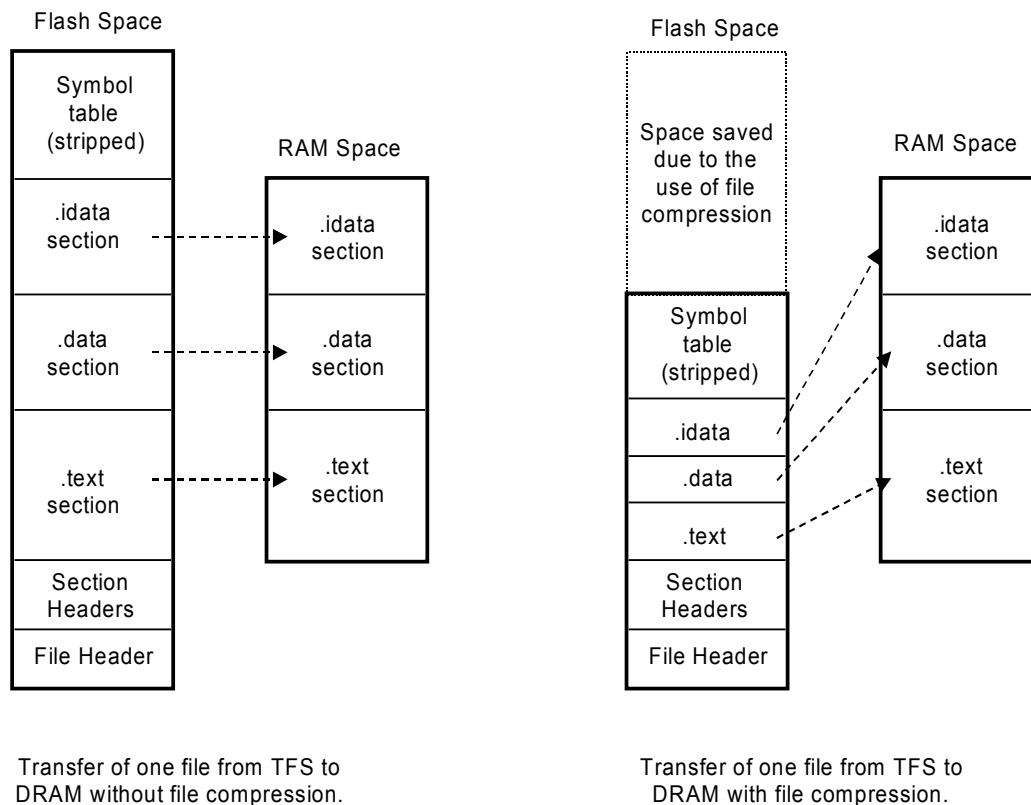 Flash Space
Symbol
table
(stripped)
.idata
section
.data
section
.text
section
Section
Headers
File Header
RAM Space
.idata
section
.data
section
.text
section
Transfer of one file from TFS to
DRAM without file compression.
Flash Space
Space saved
due to the
use of file
compression
Symbol
table
(stripped)
.idata
.data
.text
Section
Headers
File Header
RAM Space
.idata
section
.data
section
.text
section
Transfer of one file from TFS to
DRAM with file compression.